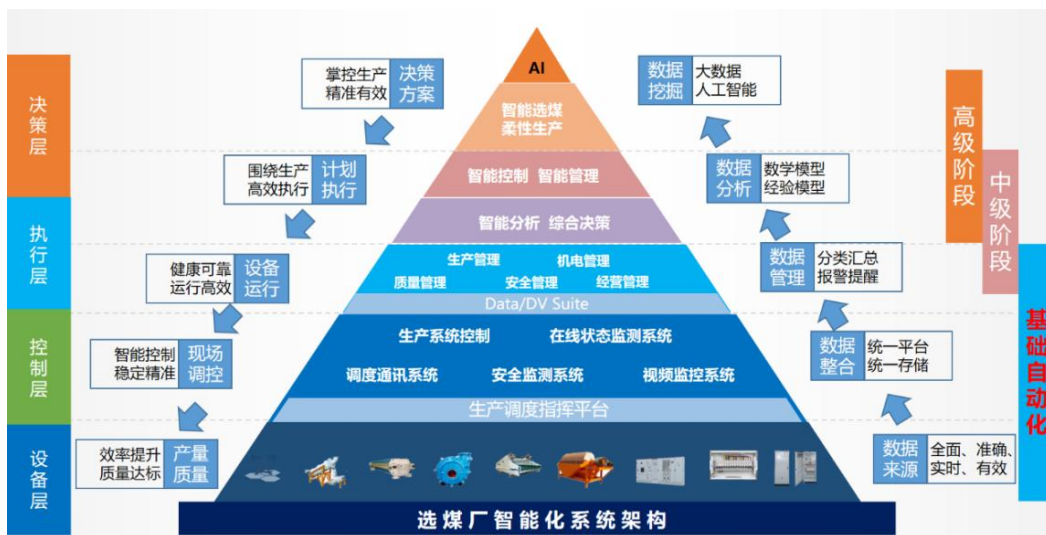 决策层
执行层
控制层
设备层
掌控生产
精准有效
决策
方案
围绕生产
高效执行
计划
执行
健康可靠
运行高效
设备
运行
智能控制
稳定精准
现场
调控
效率提升
质量达标
产量
质量
AI
智能选煤
柔性生产
智能控制 智能管理
智能分析 综合决策
生产管理 机电管理
质量管理 安全管理 经营管理
Data/DV Suite
生产系统控制 在线状态监测系统
调度通讯系统 安全监测系统 视频监控系统
生产调度指挥平台
选煤厂智能化系统架构
数据
挖掘
大数据
人工智能
数据
分析
数学模型
经验模型
数据
管理
分类汇总
报警提醒
数据
整合
统一平台
统一存储
数据
来源
全面、准确、
实时、有效
高级阶段
中级阶段
基础自动化